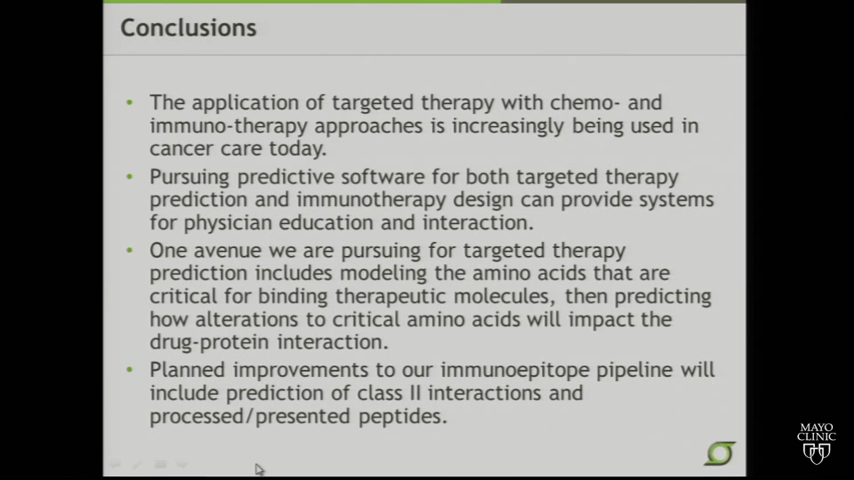 Conclusions
• The application of targeted therapy with chemo- and
immuno-therapy approaches is increasingly being used in
cancer care today.
• Pursuing predictive software for both targeted therapy
prediction and immunotherapy design can provide systems
for physician education and interaction.
• One avenue we are pursuing for targeted therapy
prediction includes modeling the amino acids that are
critical for binding therapeutic molecules, then predicting
how alterations to critical amino acids will impact the
drug-protein interaction.
• Planned improvements to our immunoepitope pipeline will
include prediction of class II interactions and
processed/presented peptides.
MAYO
CLINIC